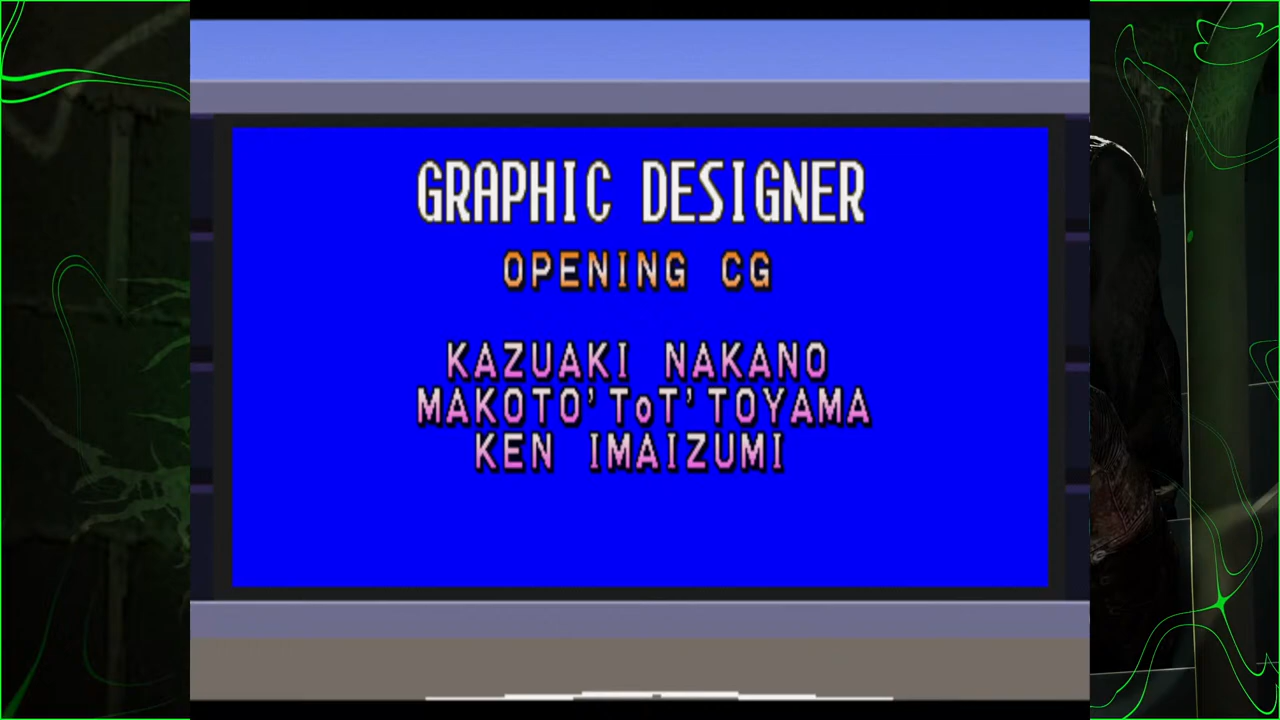 GRAPHIC DESIGNER
OPENING CG
KAZUAKI NAKANO
MAKOTO'ToT'TOYAMA
KEN IMAIZUMI